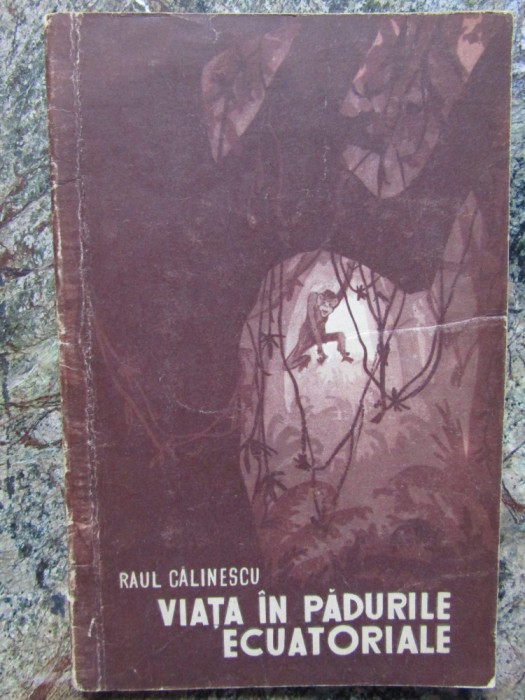 RAUL CĂLINESCU
VIAȚA ÎN PĂDURILE
ECUATORIALE